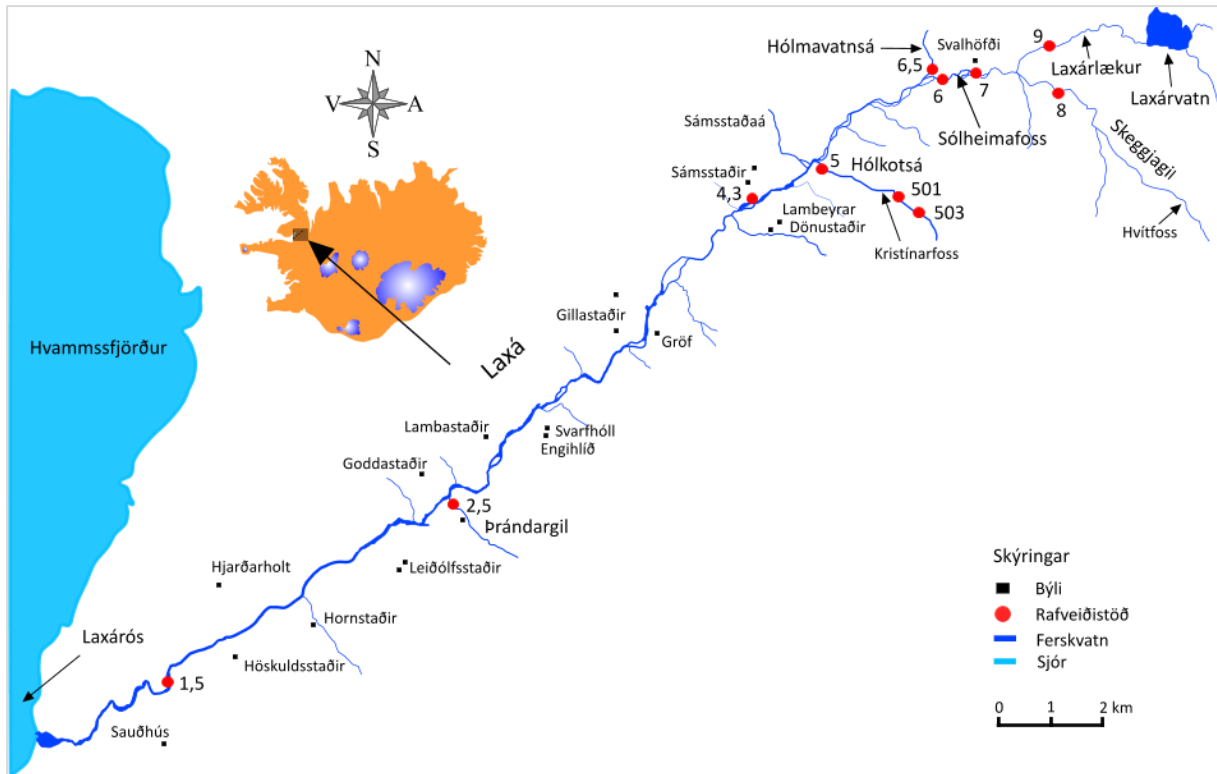 N
V
A
S
Hvammssfjörður
Laxá
Hólmavatnsá
Svalhöfði
9
Laxárlækur
Laxárvatn
6,5
6
7
8
Sólheimafoss
Skeggjagil
Hvítfoss
Sámsstaðaá
5
Hólkotsá
501
503
Kristínarfoss
Sámsstaðir
4,3
Lambeyrar
Dönustaðir
Gillastaðir
Gröf
Lambastaðir
Svarfhóll
Engihlíð
Goddastaðir
2,5
Þrándargil
Leiðólfsstaðir
Hjarðarholt
Hornstaðir
Höskuldsstaðir
Laxárós
1,5
Sauðhús
Skýringar
Býli
Rafveiðistöð
Ferskvatn
Sjór
0 1 2 km